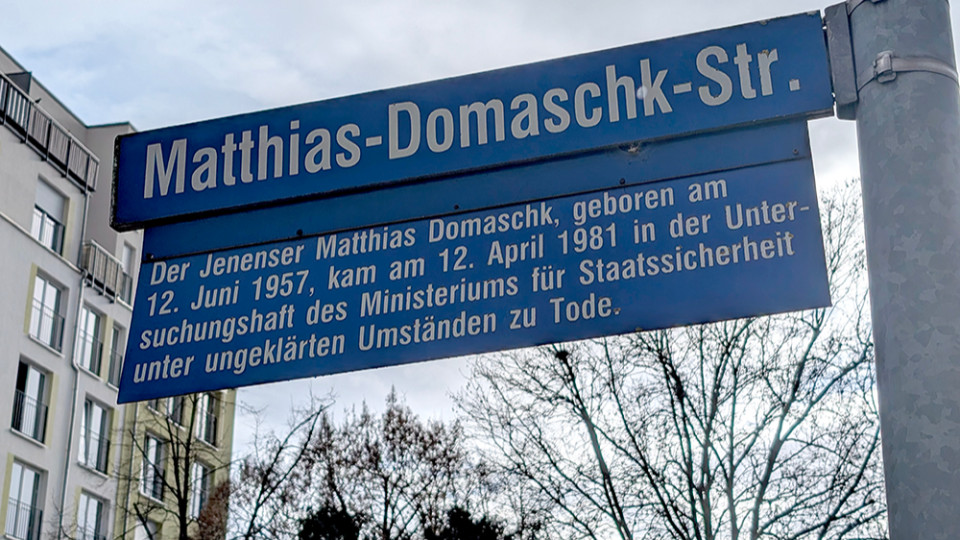 Matthias-Domaschk-Str.
Der Jenenser Matthias Domaschk, geboren am
12. Juni 1957, kam am 12. April 1981 in der Unter-
suchungshaft des Ministeriums für Staatssicherheit
unter ungeklärten Umständen zu Tode.